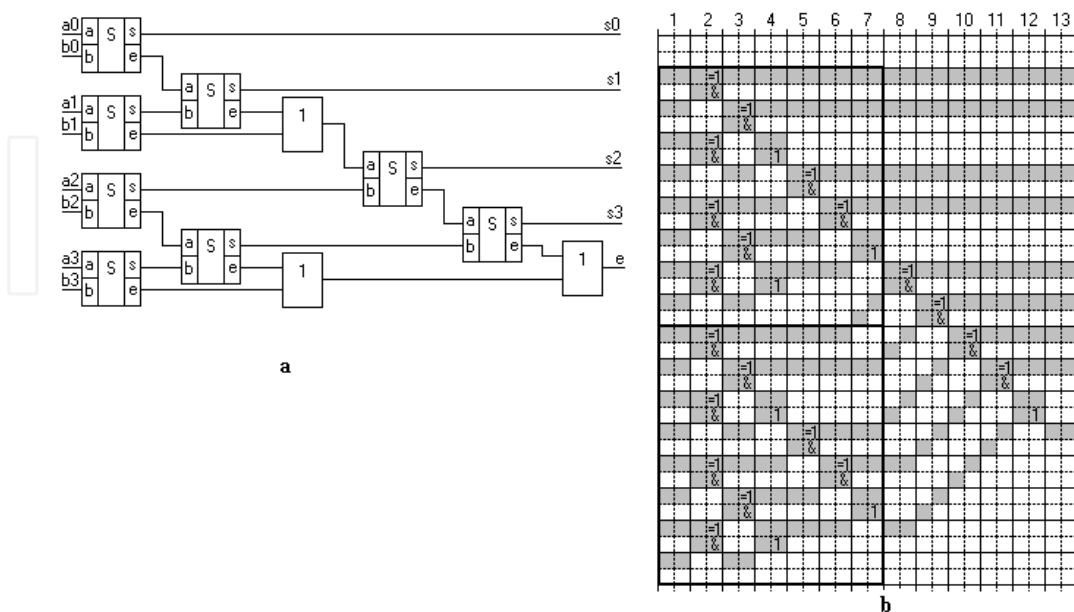 a0 a S s s0
b0 b e
a S s s1
a1 a S s b e 1
b1 b e
a S s s2
a2 a S s b e
b2 b e a S s s3
a S s b e 1 e
a3 a S s b e 1
b3 b e
a
1 2 3 4 5 6 7 8 9 10 11 12 13
=1
&
=1
&
=1
& 1
=1
&
=1 =1
& &
=1
& 1
=1 =1
& 1 &
=1
&
=1 =1
& &
=1 =1
& &
=1
& 1 1
=1
&
=1 =1
& &
=1
& 1
=1
& 1
b